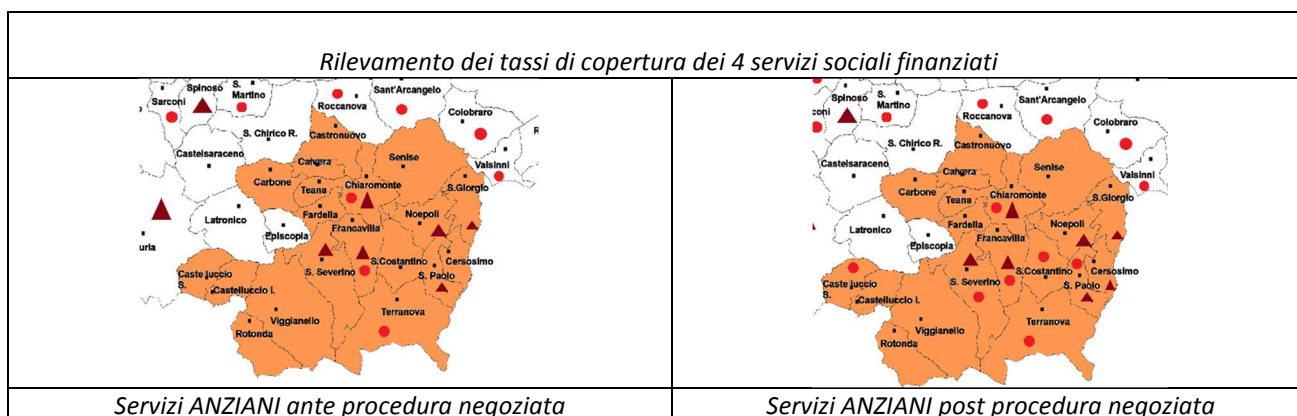 Rilevamento dei tassi di copertura dei 4 servizi sociali finanziati
Spinoso
Sarconi
S.
Martino
Roccanova
Sant'Arcangelo
Colobraro
S. Chirico R.
Castronuovo
Castelsaraceno
Calvera
Senise
Valsinni
Carbone
Teana
Chiaromonte
S.Giorgio
Latronico
Fardella
Noepoli
Episcopia
Francavilla
uria
S.Costantino
Cersosimo
S. Severino
S. Paolo
Castelluccio
S.
Castelluccio I.
Terranova
Viggianello
Rotonda
Spinoso
S.
Martino
Sant'Arcangelo
coni
Roccanova
Colobraro
S. Chirico R.
Castronuovo
Castelsaraceno
Calvera
Senise
Valsinni
Carbone
Teana
Chiaromonte
S.Giorgio
Latronico
Fardella
Noepoli
Episcopia
Francavilla
S.Costantino
Cersosimo
S. Severino
S. Paolo
Castelluccio
S.
Castelluccio I.
Terranova
Viggianello
Rotonda
Servizi ANZIANI ante procedura negoziata
Servizi ANZIANI post procedura negoziata